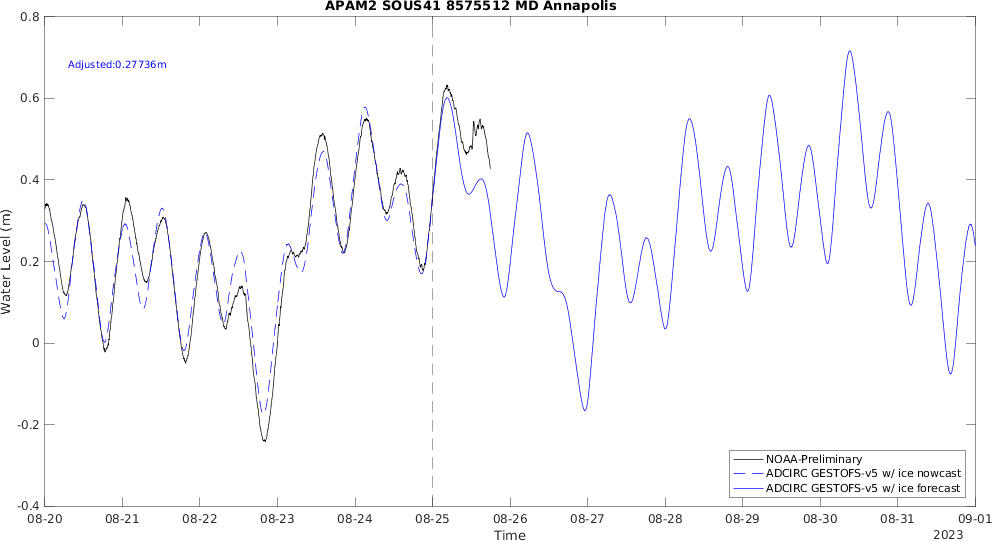 APAM2 SOUS41 8575512 MD Annapolis
Adjusted:0.27736m
Water Level (m)
0.8
0.6
0.4
0.2
0
-0.2
-0.4
NOAA-Preliminary
ADCIRC GESTOFS-v5 w/ ice nowcast
ADCIRC GESTOFS-v5 w/ ice forecast
08-20 08-21 08-22 08-23 08-24 08-25 08-26 08-27 08-28 08-29 08-30 08-31 09-01
Time
2023